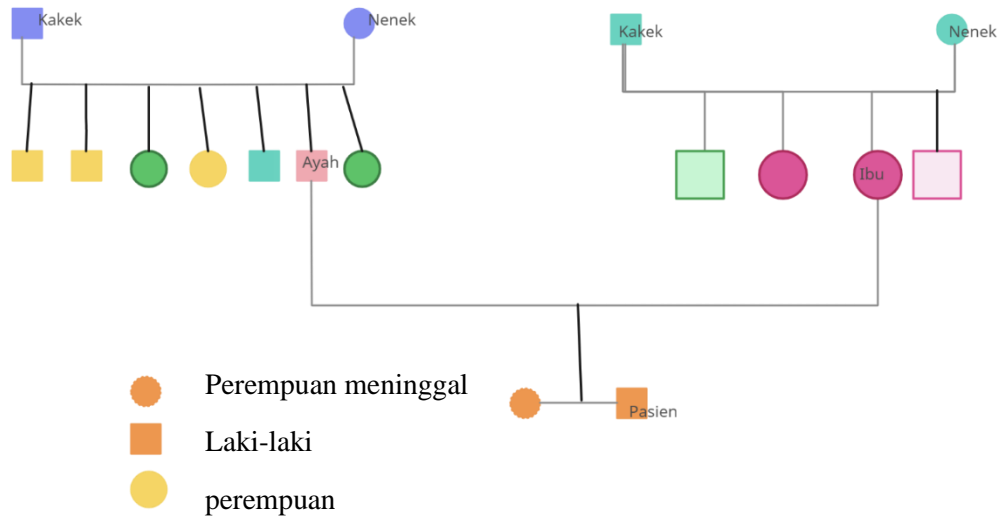 Kakek
Nenek
Kakek
Nenek
Ayah
Ibu
Pasien
Perempuan meninggal
Laki-laki
perempuan